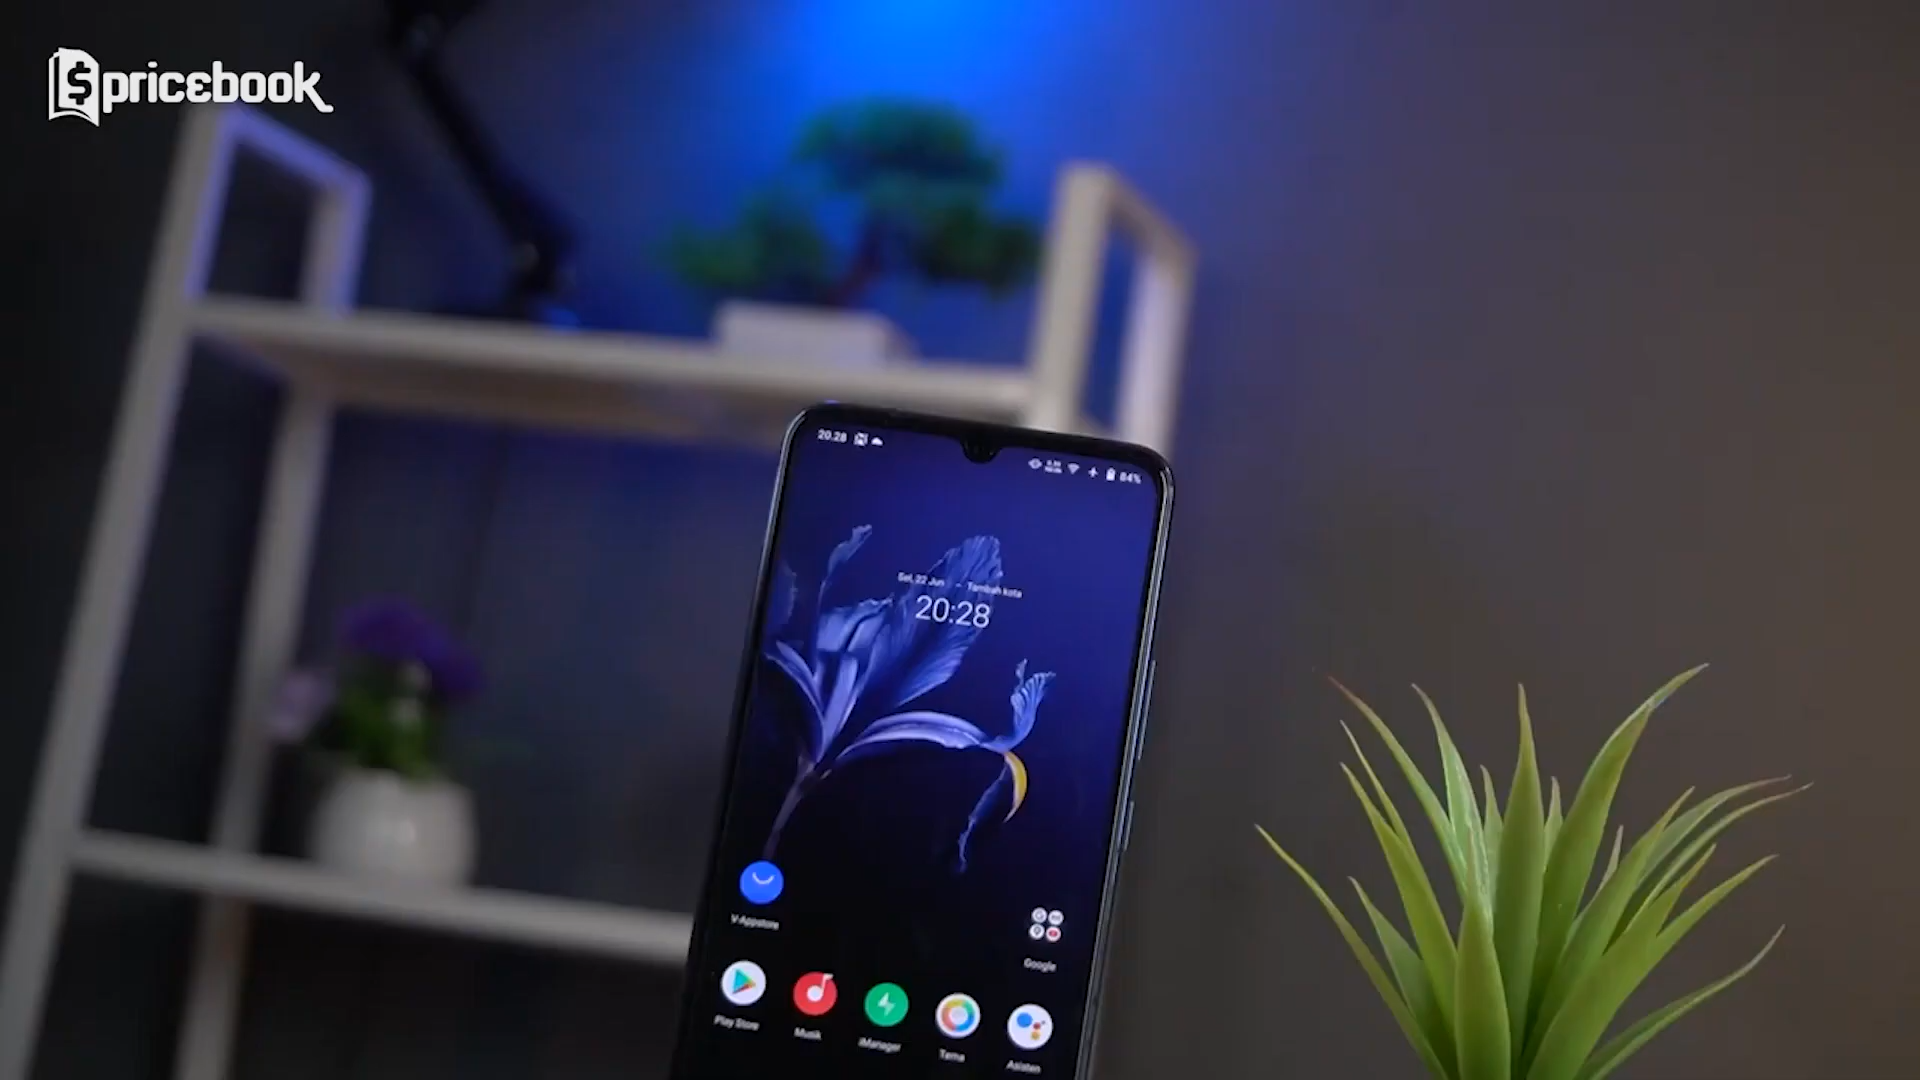 pricebook
20.28
84%
Sel, 22 Jun - Tambah kota
20:28
V-Appstore
Google
Play Store
Musik
iManager
Tema
Asisten